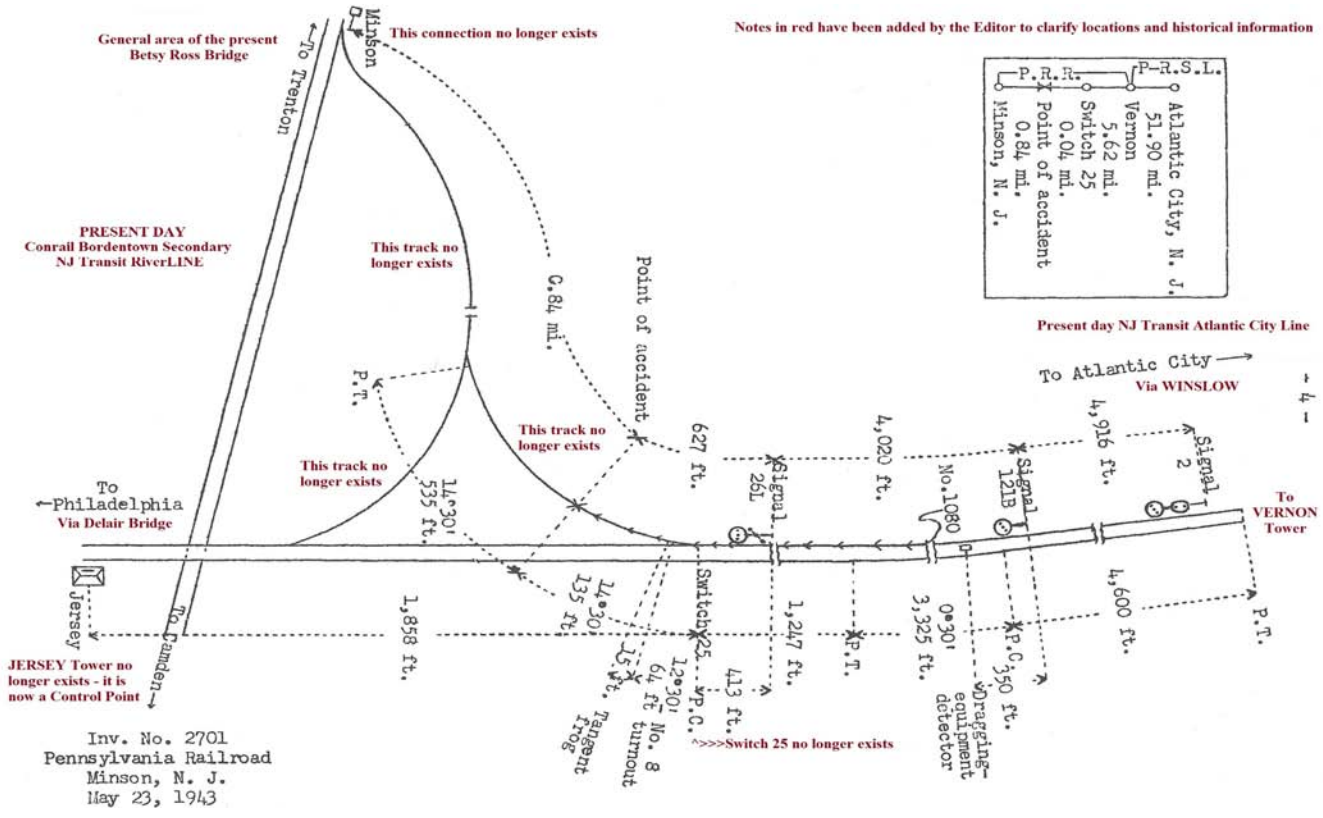 Notes in red have been added by the Editor to clarify locations and historical information
General area of the present
Betsy Ross Bridge
To Trenton
Minson
This connection no longer exists
P.R.R.
P-R.S.L.
Atlantic City, N. J.
51.90 mi.
Vernon
5.62 mi.
Switch 25
0.04 mi.
Point of accident
0.84 mi.
Minson, N. J.
PRESENT DAY
Conrail Bordentown Secondary
NJ Transit RiverLINE
This track no
longer exists
0.84 mi.
Point of accident
Present day NJ Transit Atlantic City Line
To Atlantic City
Via WINSLOW
- 4 -
P.T.
This track no
longer exists
This track no
longer exists
627 ft.
4,020 ft.
4,916 ft.
Signal
26L
No.1080
Signal
121B
Signal
2
To
VERNON
Tower
To
Philadelphia
Via Delair Bridge
14°30'
535 ft.
Jersey
To Camden
1,858 ft.
14°30'
135 ft.
Switch 25
15 ft. Tangent
frog
64 ft - No. 8
12°30' turnout
P.C.
413 ft.
1,247 ft.
P.T.
0°30'
3,325 ft.
P.C.
350 ft.
Dragging-
equipment
detector
4,600 ft.
P.T.
JERSEY Tower no
longer exists - it is
now a Control Point
^>>>Switch 25 no longer exists
Inv. No. 2701
Pennsylvania Railroad
Minson, N. J.
May 23, 1943